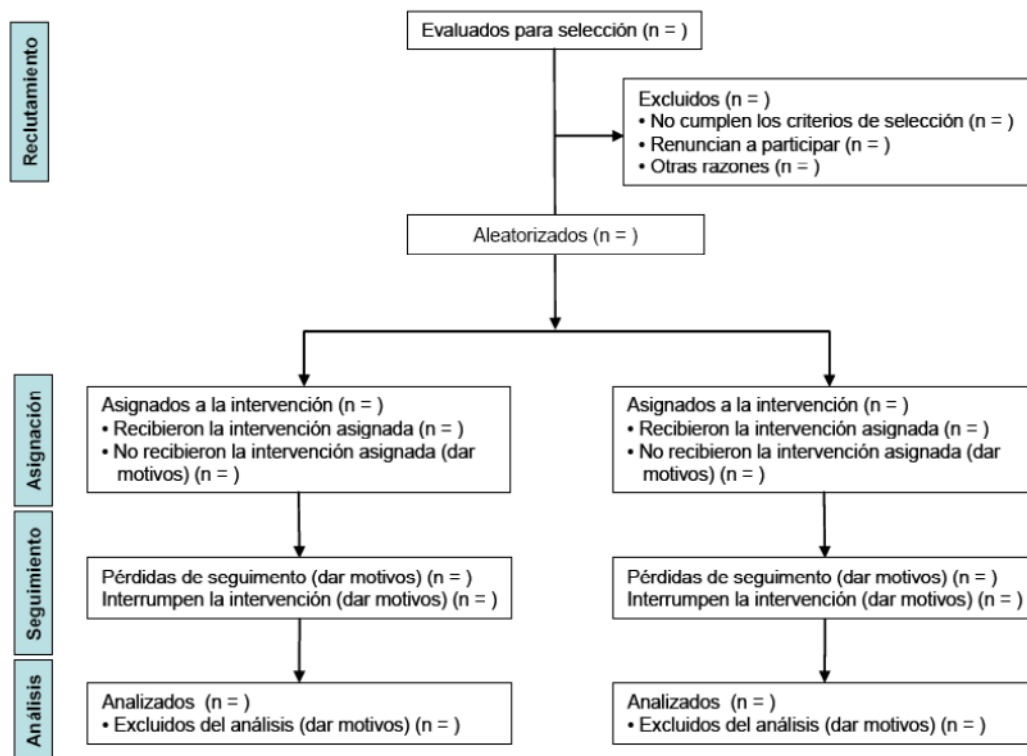 Reclutamiento
Evaluados para selección (n = )
Excluidos (n = )
• No cumplen los criterios de selección (n = )
• Renuncian a participar (n = )
• Otras razones (n = )
Aleatorizados (n = )
Asignación
Asignados a la intervención (n = )
• Recibieron la intervención asignada (n = )
• No recibieron la intervención asignada (dar
motivos) (n = )
Asignados a la intervención (n = )
• Recibieron la intervención asignada (n = )
• No recibieron la intervención asignada (dar
motivos) (n = )
Seguimiento
Pérdidas de seguimento (dar motivos) (n = )
Interrumpen la intervención (dar motivos) (n = )
Pérdidas de seguimento (dar motivos) (n = )
Interrumpen la intervención (dar motivos) (n = )
Análisis
Analizados (n = )
• Excluidos del análisis (dar motivos) (n = )
Analizados (n = )
• Excluidos del análisis (dar motivos) (n = )